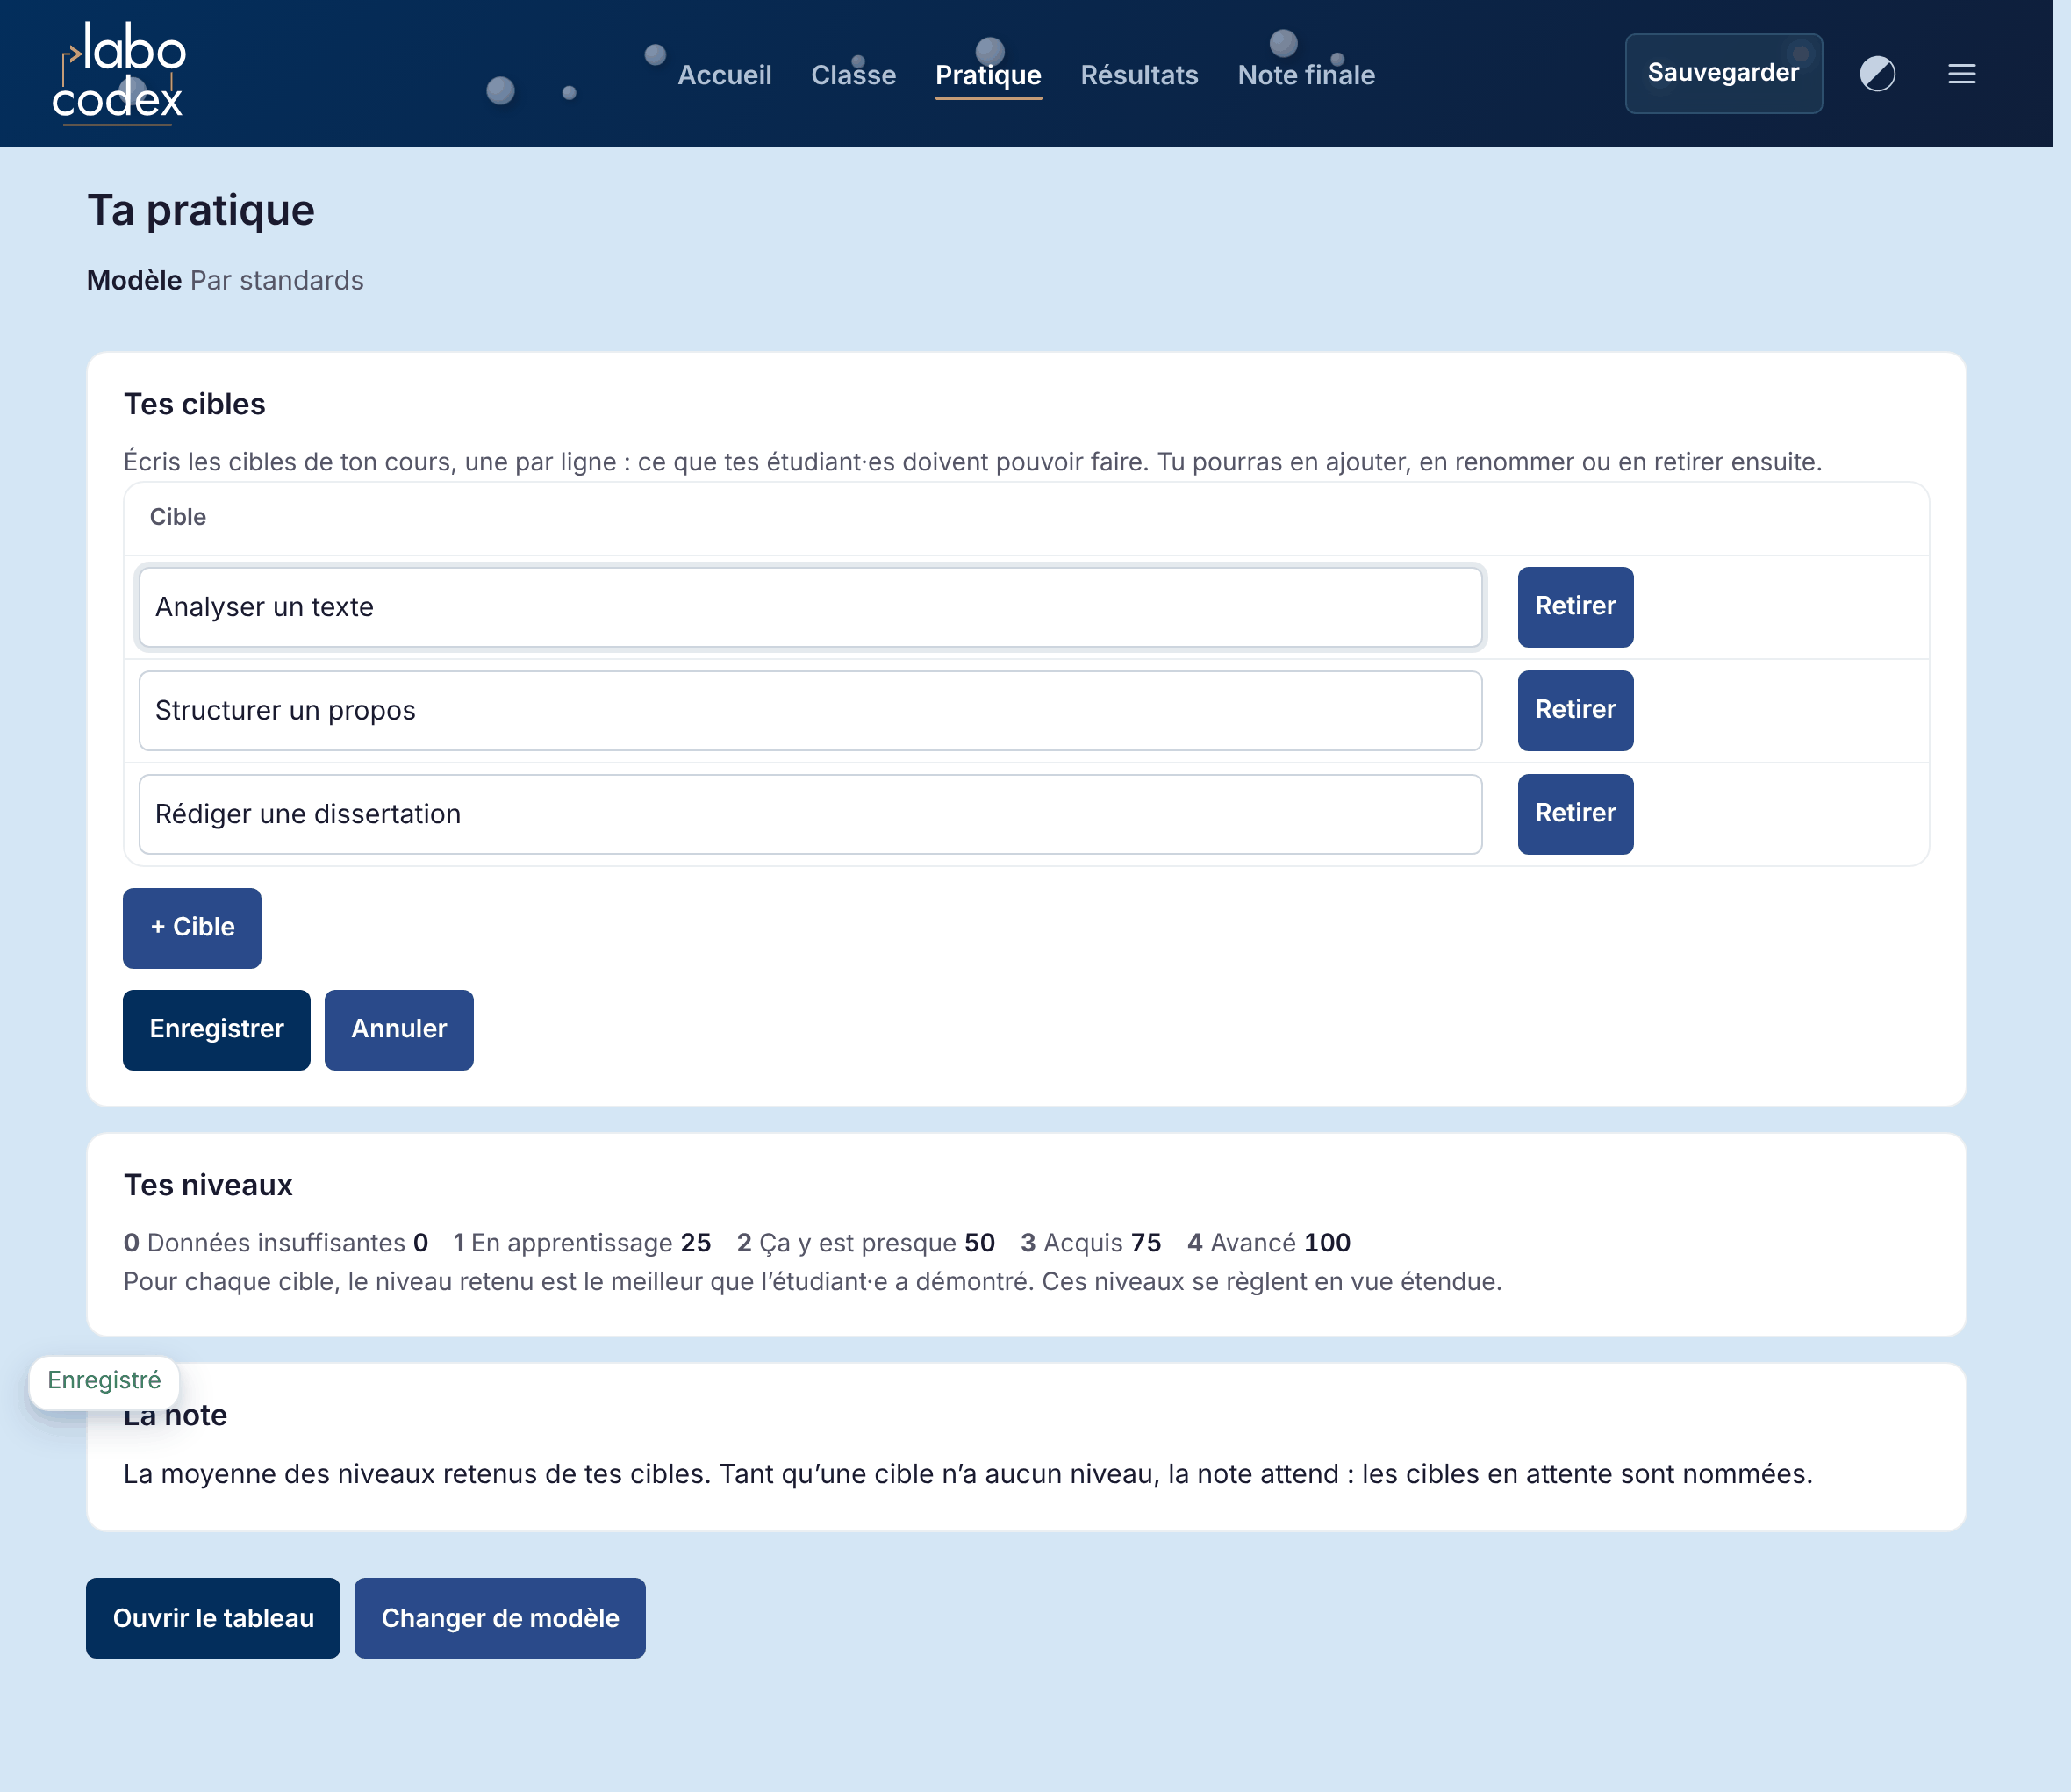 labo
codex
Accueil
Classe
Pratique
Résultats
Note finale
Sauvegarder
Ta pratique
Modèle Par standards
Tes cibles
Écris les cibles de ton cours, une par ligne : ce que tes étudiant·es doivent pouvoir faire. Tu pourras en ajouter, en renommer ou en retirer ensuite.
Cible
Analyser un texte
Retirer
Structurer un propos
Retirer
Rédiger une dissertation
Retirer
+ Cible
Enregistrer
Annuler
Tes niveaux
0 Données insuffisantes 0 1 En apprentissage 25 2 Ça y est presque 50 3 Acquis 75 4 Avancé 100
Pour chaque cible, le niveau retenu est le meilleur que l’étudiant·e a démontré. Ces niveaux se règlent en vue étendue.
Enregistré
La note
La moyenne des niveaux retenus de tes cibles. Tant qu’une cible n’a aucun niveau, la note attend : les cibles en attente sont nommées.
Ouvrir le tableau
Changer de modèle